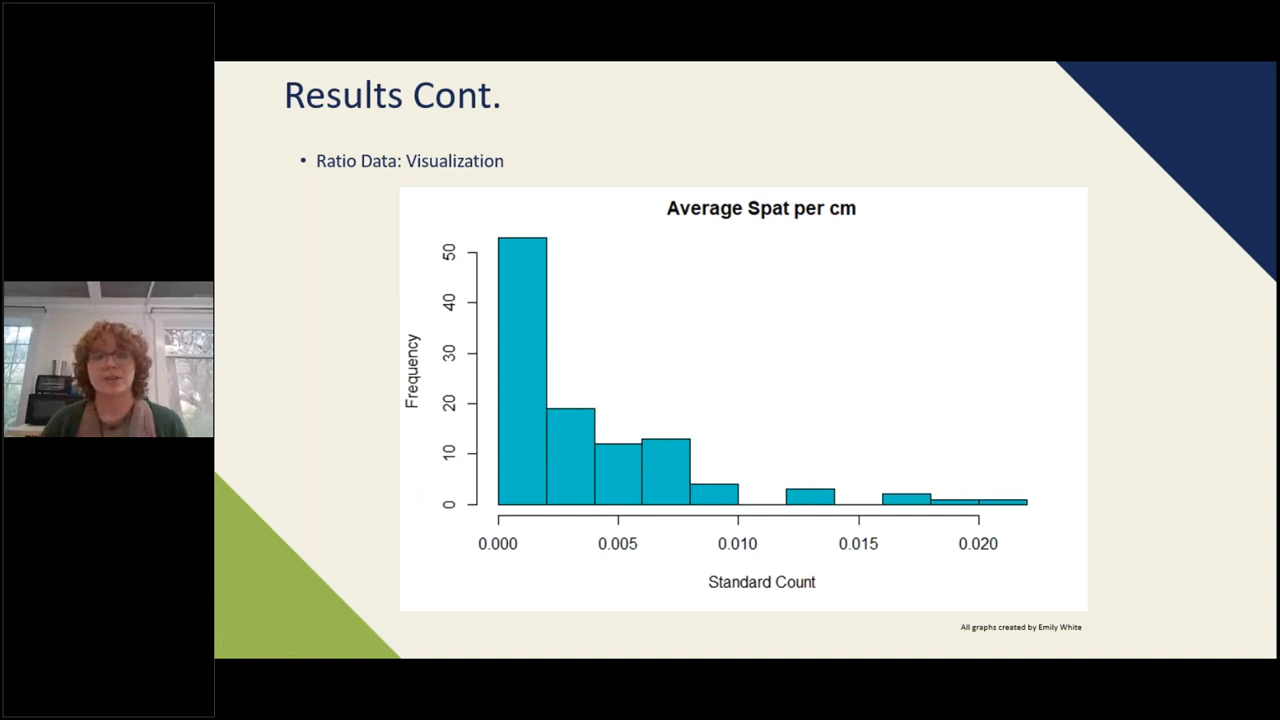 Results Cont.
• Ratio Data: Visualization
Average Spat per cm
Frequency
50
40
30
20
10
0
0.000 0.005 0.010 0.015 0.020
Standard Count
All graphs created by Emily White